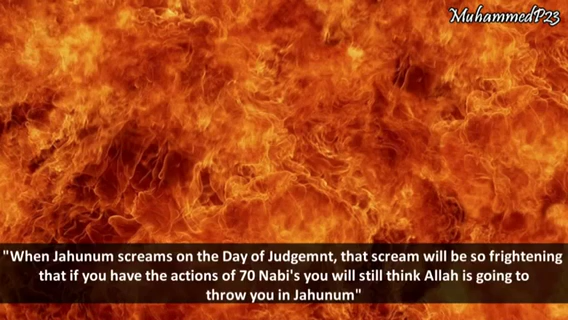 MuhammedP23
"When Jahunum screams on the Day of Judgemnt, that scream will be so frightening
that if you have the actions of 70 Nabi's you will still think Allah is going to
throw you in Jahunum"